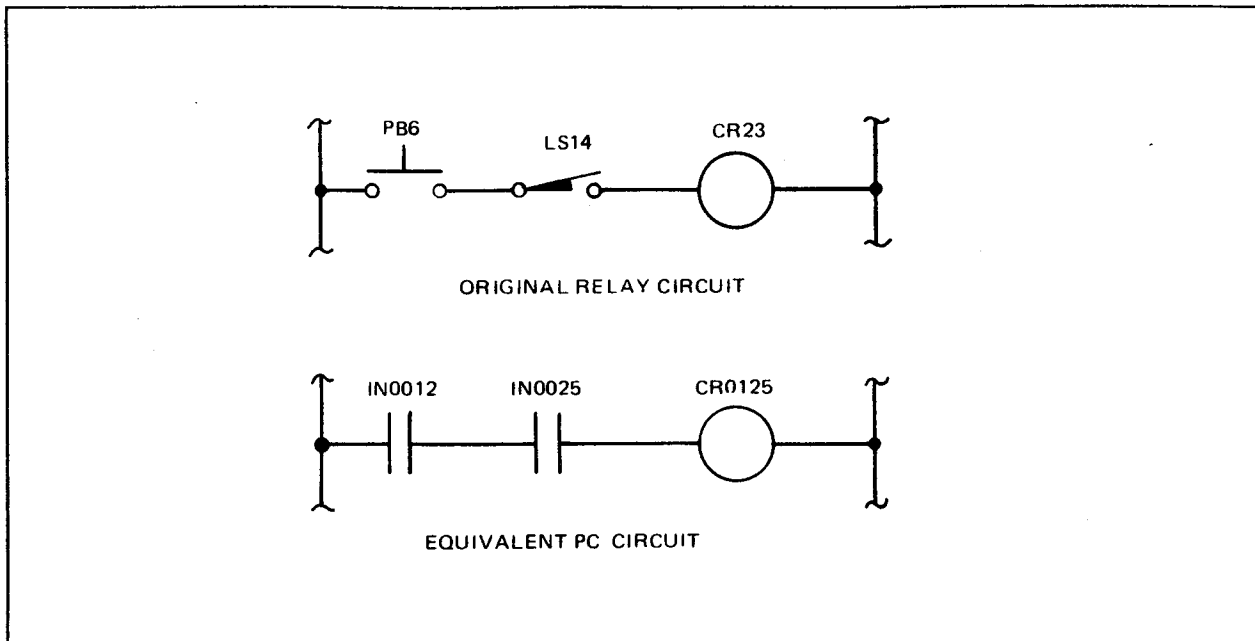 PB6
LS14
CR23
ORIGINAL RELAY CIRCUIT
IN0012
IN0025
CR0125
EQUIVALENT PC CIRCUIT